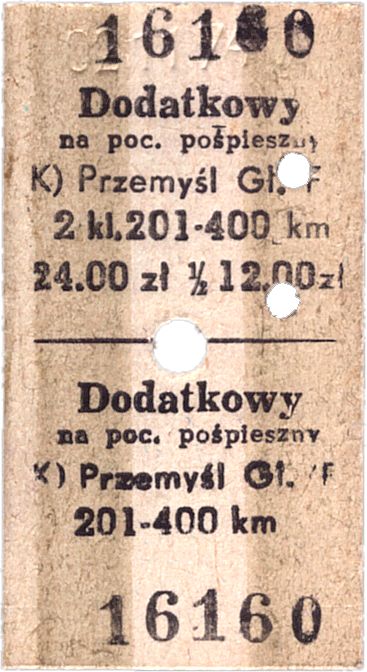 16160
Dodatkowy
na poc. pośpieszny
K) Przemyśl Gł. F
2 kl. 201-400 km
24.00 zł ½ 12.00 zł
Dodatkowy
na poc. pośpieszny
K) Przemyśl Gł. F
201-400 km
16160